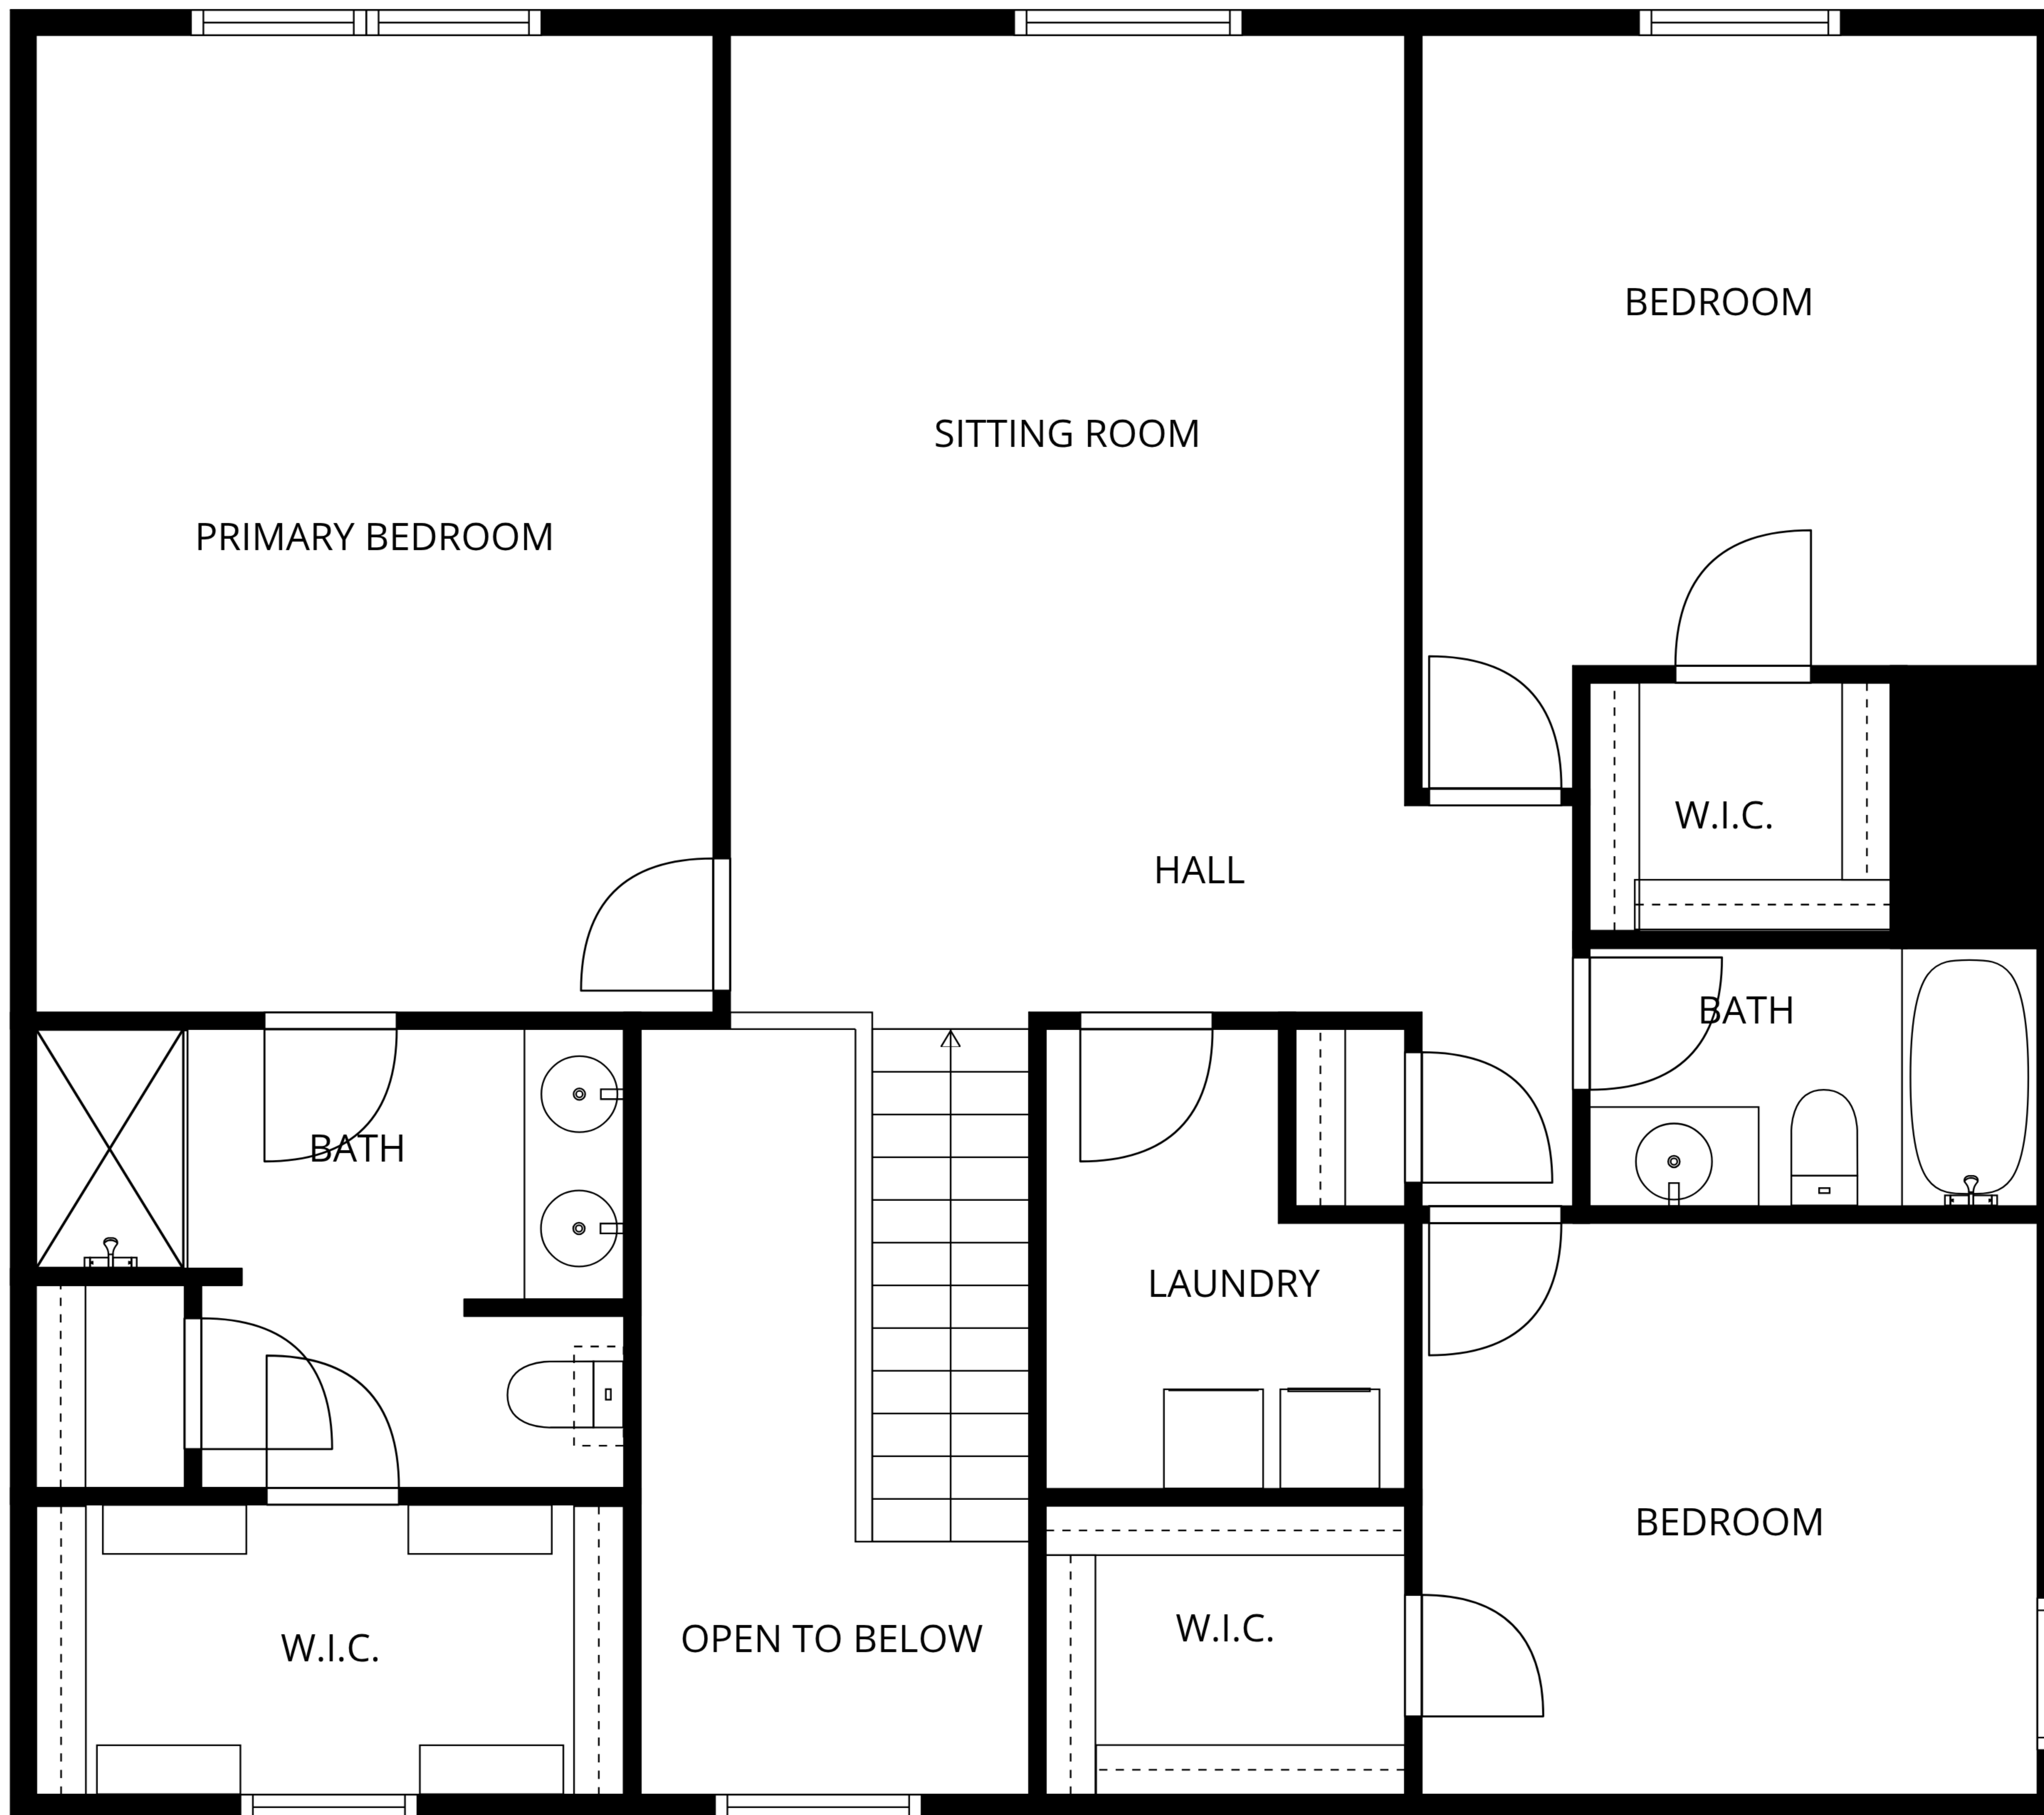 BEDROOM
SITTING ROOM
PRIMARY BEDROOM
W.I.C.
HALL
BATH
BATH
LAUNDRY
BEDROOM
W.I.C.
OPEN TO BELOW
W.I.C.